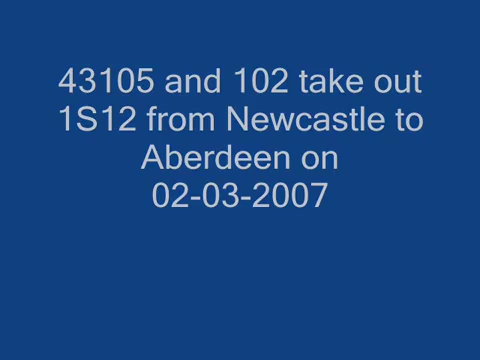 43105 and 102 take out
1S12 from Newcastle to
Aberdeen on
02-03-2007